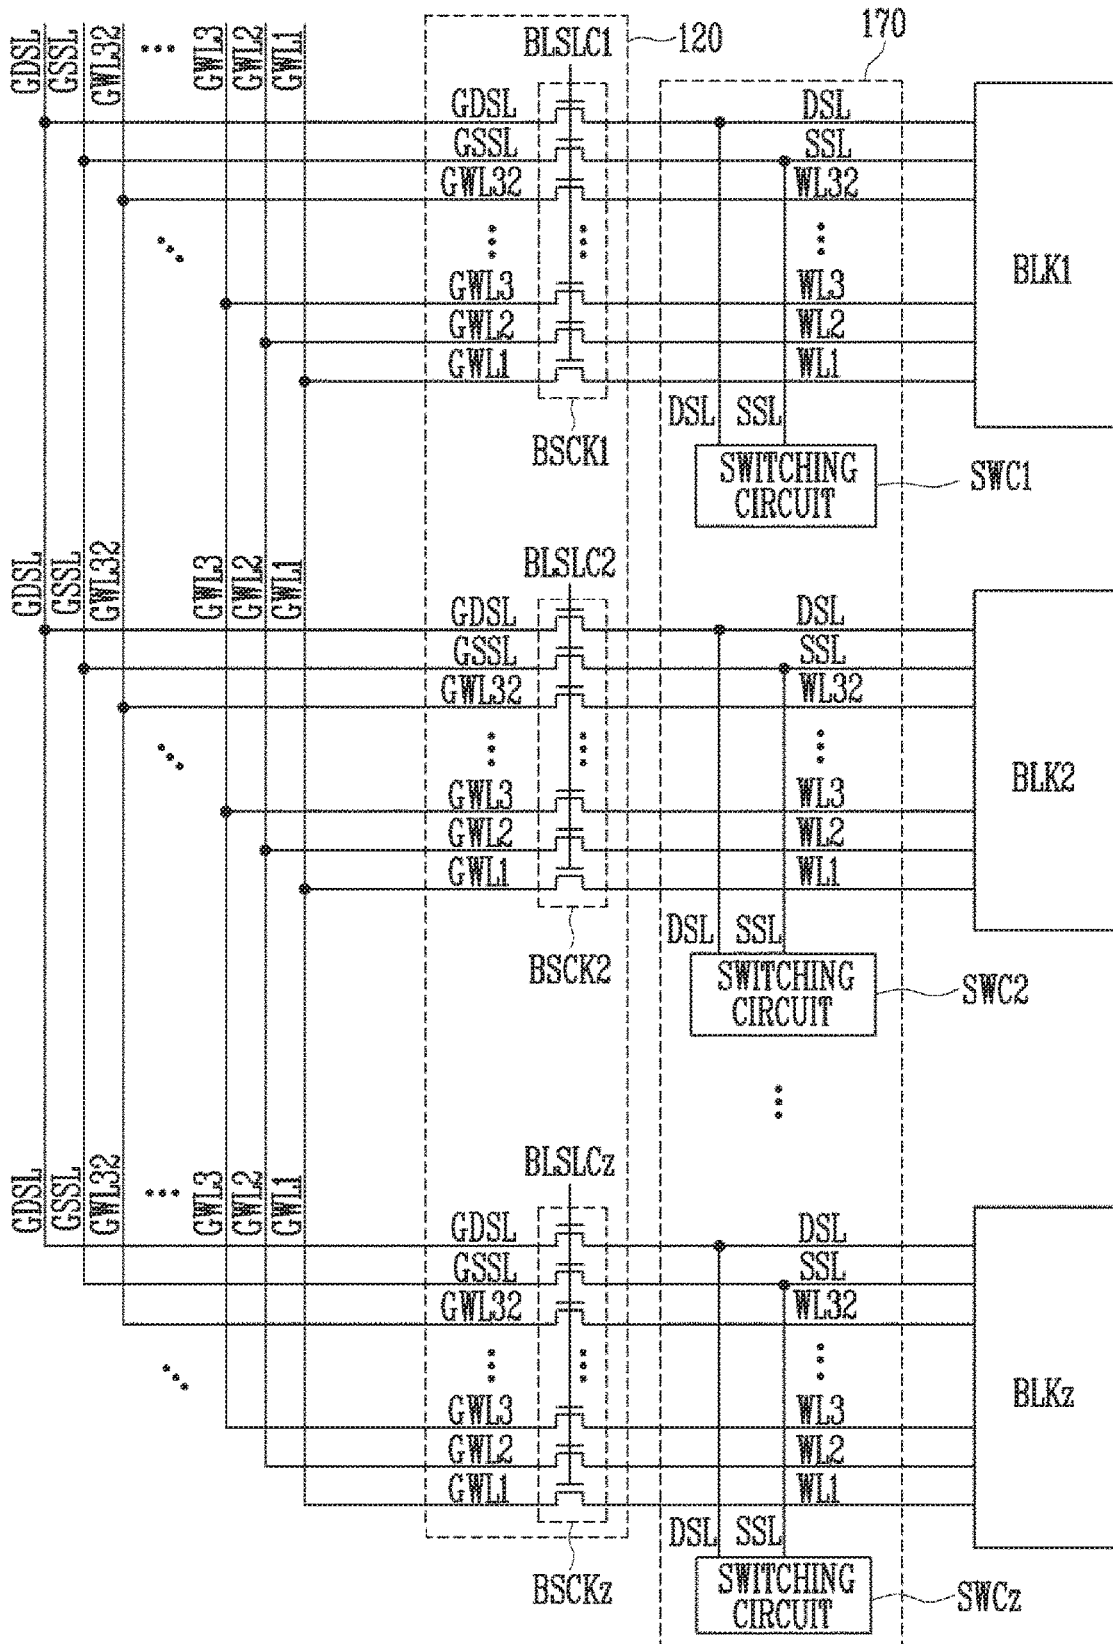 GDSL
GSSL
GWL32
GWL3
GWL2
GWL1
BLSLC1
120
170
GDSL
DSL
GSSL
SSL
GWL32
WL32
BLK1
GWL3
WL3
GWL2
WL2
GWL1
WL1
DSL
SSL
BSCK1
SWITCHING
CIRCUIT
SWC1
GDSL
GSSL
GWL32
GWL3
GWL2
GWL1
BLSLC2
GDSL
DSL
GSSL
SSL
GWL32
WL32
BLK2
GWL3
WL3
GWL2
WL2
GWL1
WL1
DSL
SSL
BSCK2
SWITCHING
CIRCUIT
SWC2
GDSL
GSSL
GWL32
GWL3
GWL2
GWL1
BLSLCz
GDSL
DSL
GSSL
SSL
GWL32
WL32
BLKz
GWL3
WL3
GWL2
WL2
GWL1
WL1
DSL
SSL
BSCKz
SWITCHING
CIRCUIT
SWCz